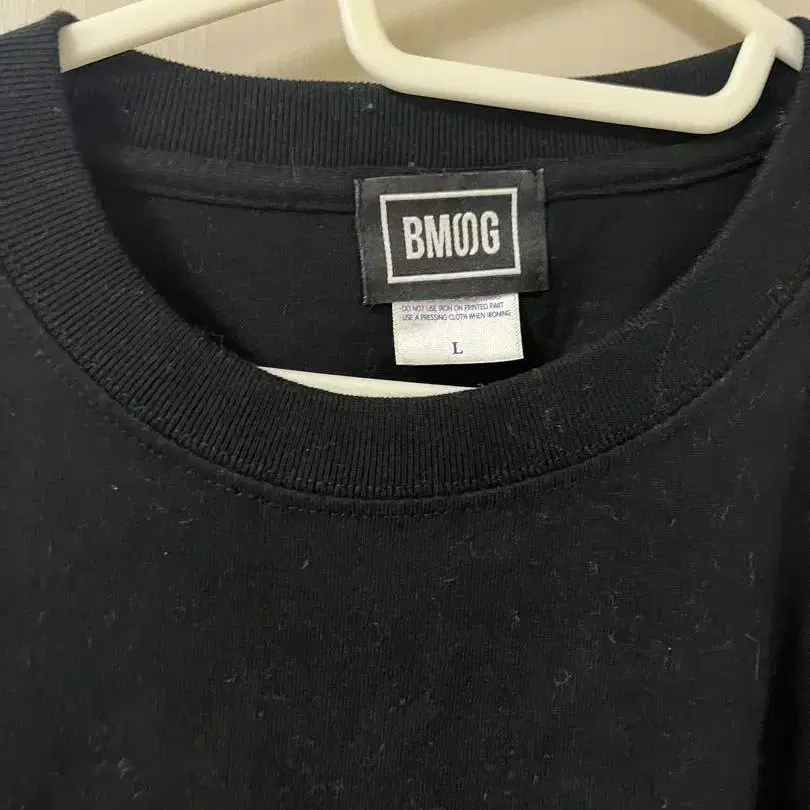 BMOG
DO NOT USE IRON ON PRINTED PART
USE A PRESSING CLOTH WHEN IRONING
L